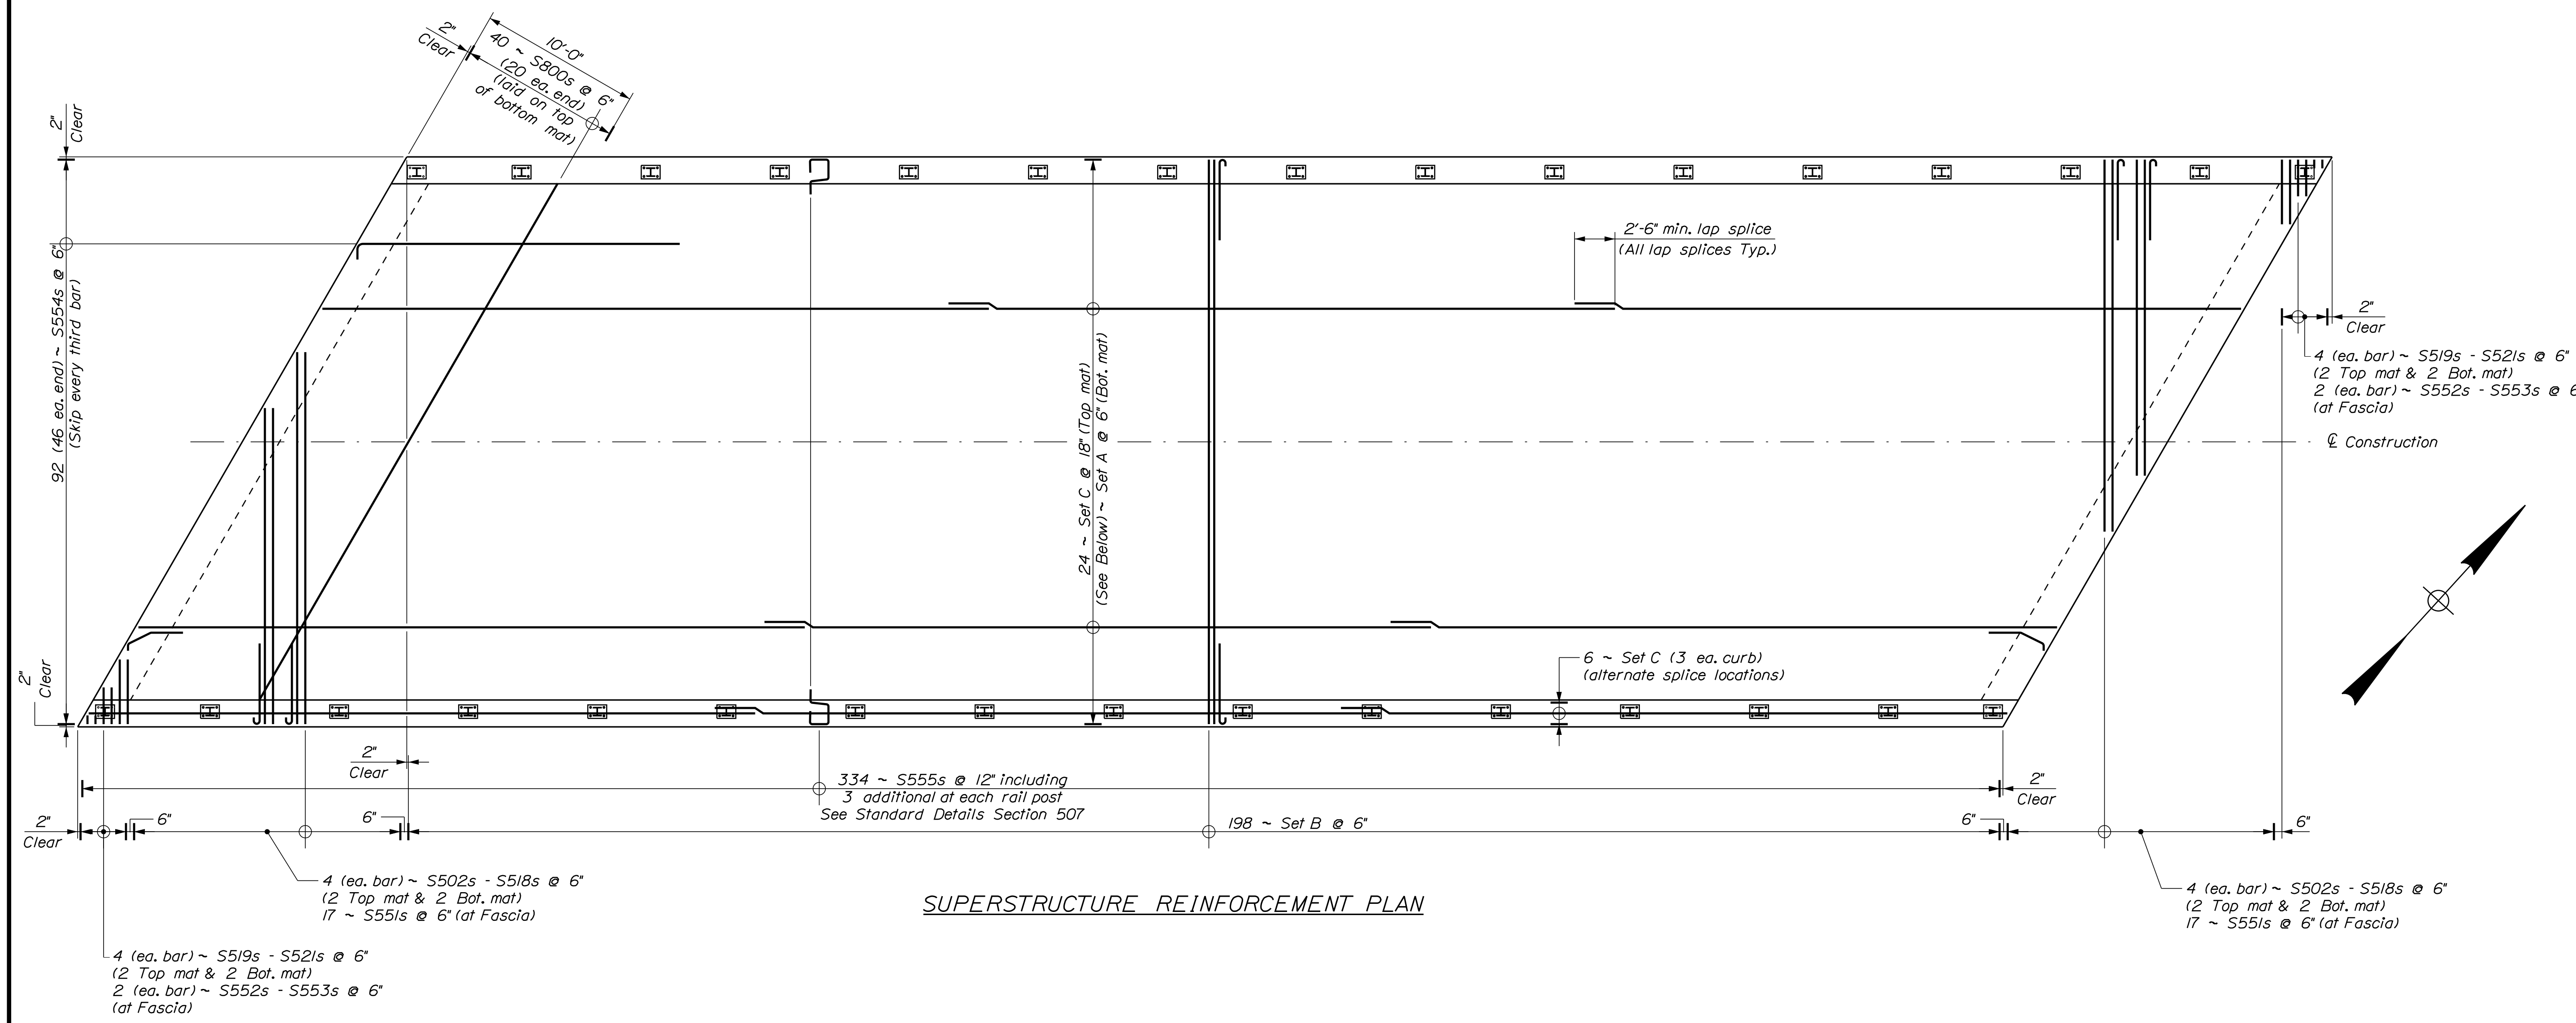 2"
Clear
10'-0"
40 ~ S800s @ 6"
(20 ea. end)
(laid on top
of bottom mat)
2"
Clear
92 (46 ea. end) ~ S554s @ 6"
(Skip every third bar)
2"
Clear
2'-6" min. lap splice
(All lap splices Typ.)
24 ~ Set C @ 18" (Top mat)
(See Below) ~ Set A @ 6" (Bot. mat)
2"
Clear
4 (ea. bar) ~ S519s - S521s @ 6"
(2 Top mat & 2 Bot. mat)
2 (ea. bar) ~ S552s - S553s @ 6
(at Fascia)
℄ Construction
6 ~ Set C (3 ea. curb)
(alternate splice locations)
2"
Clear
334 ~ S555s @ 12" including
3 additional at each rail post
See Standard Details Section 507
2"
Clear
2"
Clear
6"
6"
198 ~ Set B @ 6"
6"
6"
4 (ea. bar) ~ S502s - S518s @ 6"
(2 Top mat & 2 Bot. mat)
17 ~ S551s @ 6" (at Fascia)
4 (ea. bar) ~ S502s - S518s @ 6"
(2 Top mat & 2 Bot. mat)
17 ~ S551s @ 6" (at Fascia)
SUPERSTRUCTURE REINFORCEMENT PLAN
4 (ea. bar) ~ S519s - S521s @ 6"
(2 Top mat & 2 Bot. mat)
2 (ea. bar) ~ S552s - S553s @ 6"
(at Fascia)